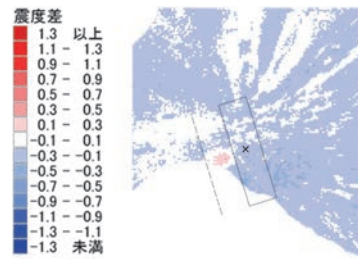 震度差
1.3 以上
1.1 - 1.3
0.9 - 1.1
0.7 - 0.9
0.5 - 0.7
0.3 - 0.5
0.1 - 0.3
-0.1 - 0.1
-0.3 - -0.1
-0.5 - -0.3
-0.7 - -0.5
-0.9 - -0.7
-1.1 - -0.9
-1.3 - -1.1
-1.3 未満